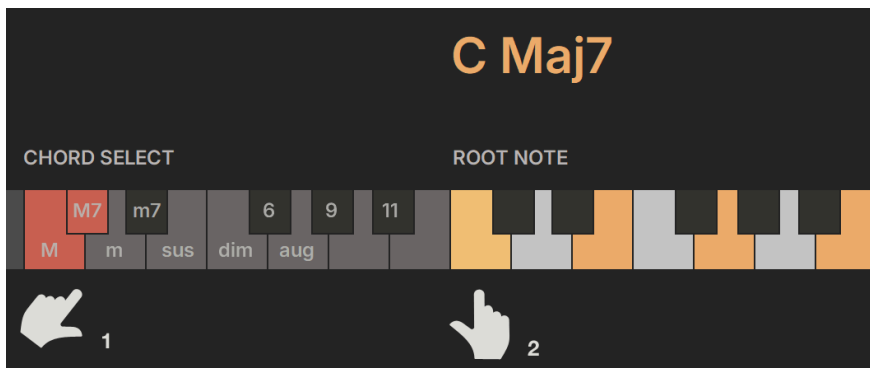 C Maj7
CHORD SELECT
ROOT NOTE
M7 m7 6 9 11
M m sus dim aug
1
2